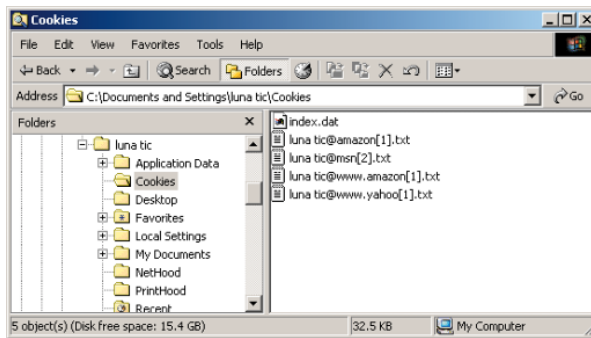 Cookies
File Edit View Favorites Tools Help
Back Search Folders
Address C:\Documents and Settings\luna tic\Cookies Go
Folders
luna tic
Application Data
Cookies
Desktop
Favorites
Local Settings
My Documents
NetHood
PrintHood
Recent
index.dat
luna tic@amazon[1].txt
luna tic@msn[2].txt
luna tic@www.amazon[1].txt
luna tic@www.yahoo[1].txt
5 object(s) (Disk free space: 15.4 GB) 32.5 KB My Computer